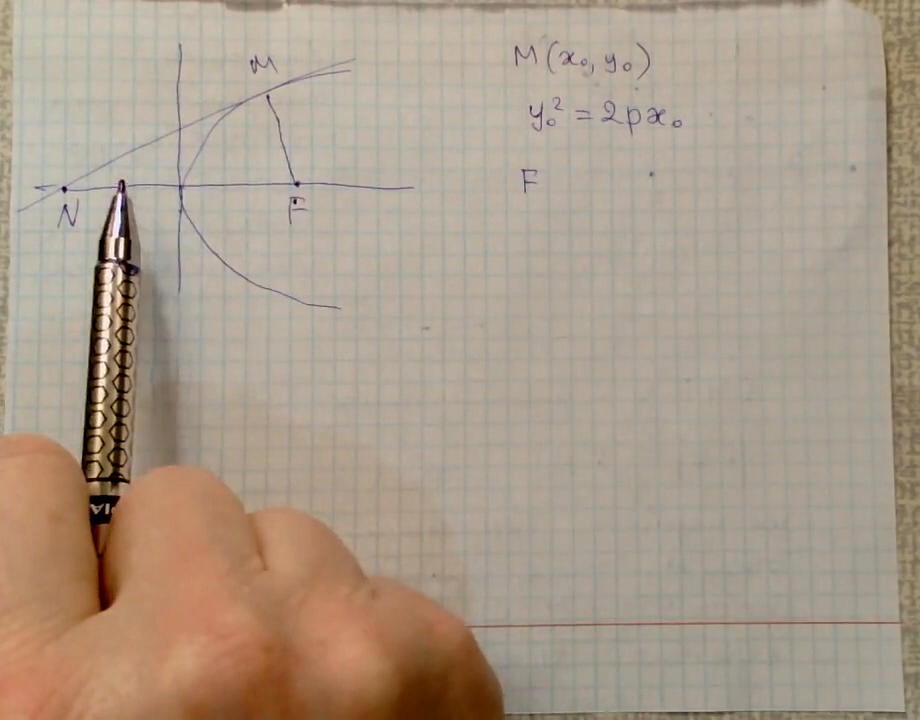 M
M(x₀, y₀)
y₀² = 2px₀
F
N
F